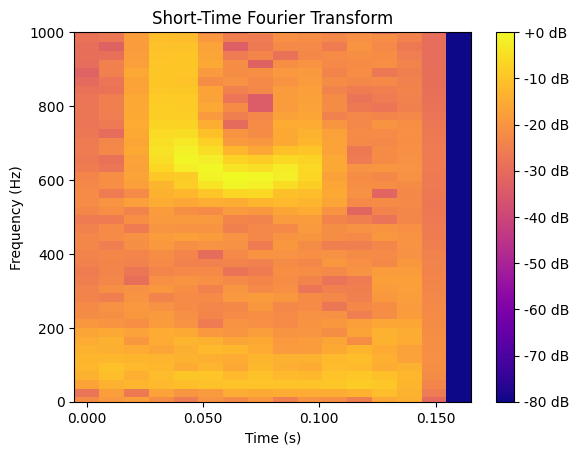 Short-Time Fourier Transform
1000
800
600
400
200
0
Frequency (Hz)
0.000
0.050
0.100
0.150
Time (s)
+0 dB
-10 dB
-20 dB
-30 dB
-40 dB
-50 dB
-60 dB
-70 dB
-80 dB